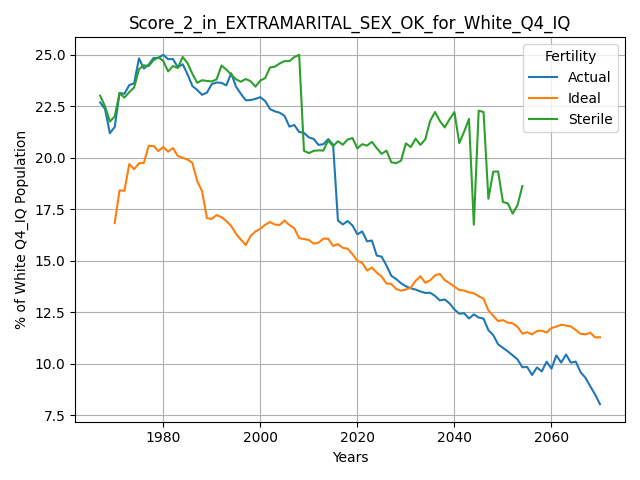 Score_2_in_EXTRAMARITAL_SEX_OK_for_White_Q4_IQ
% of White Q4_IQ Population
25.0
22.5
20.0
17.5
15.0
12.5
10.0
7.5
Fertility
Actual
Ideal
Sterile
1980
2000
2020
2040
2060
Years